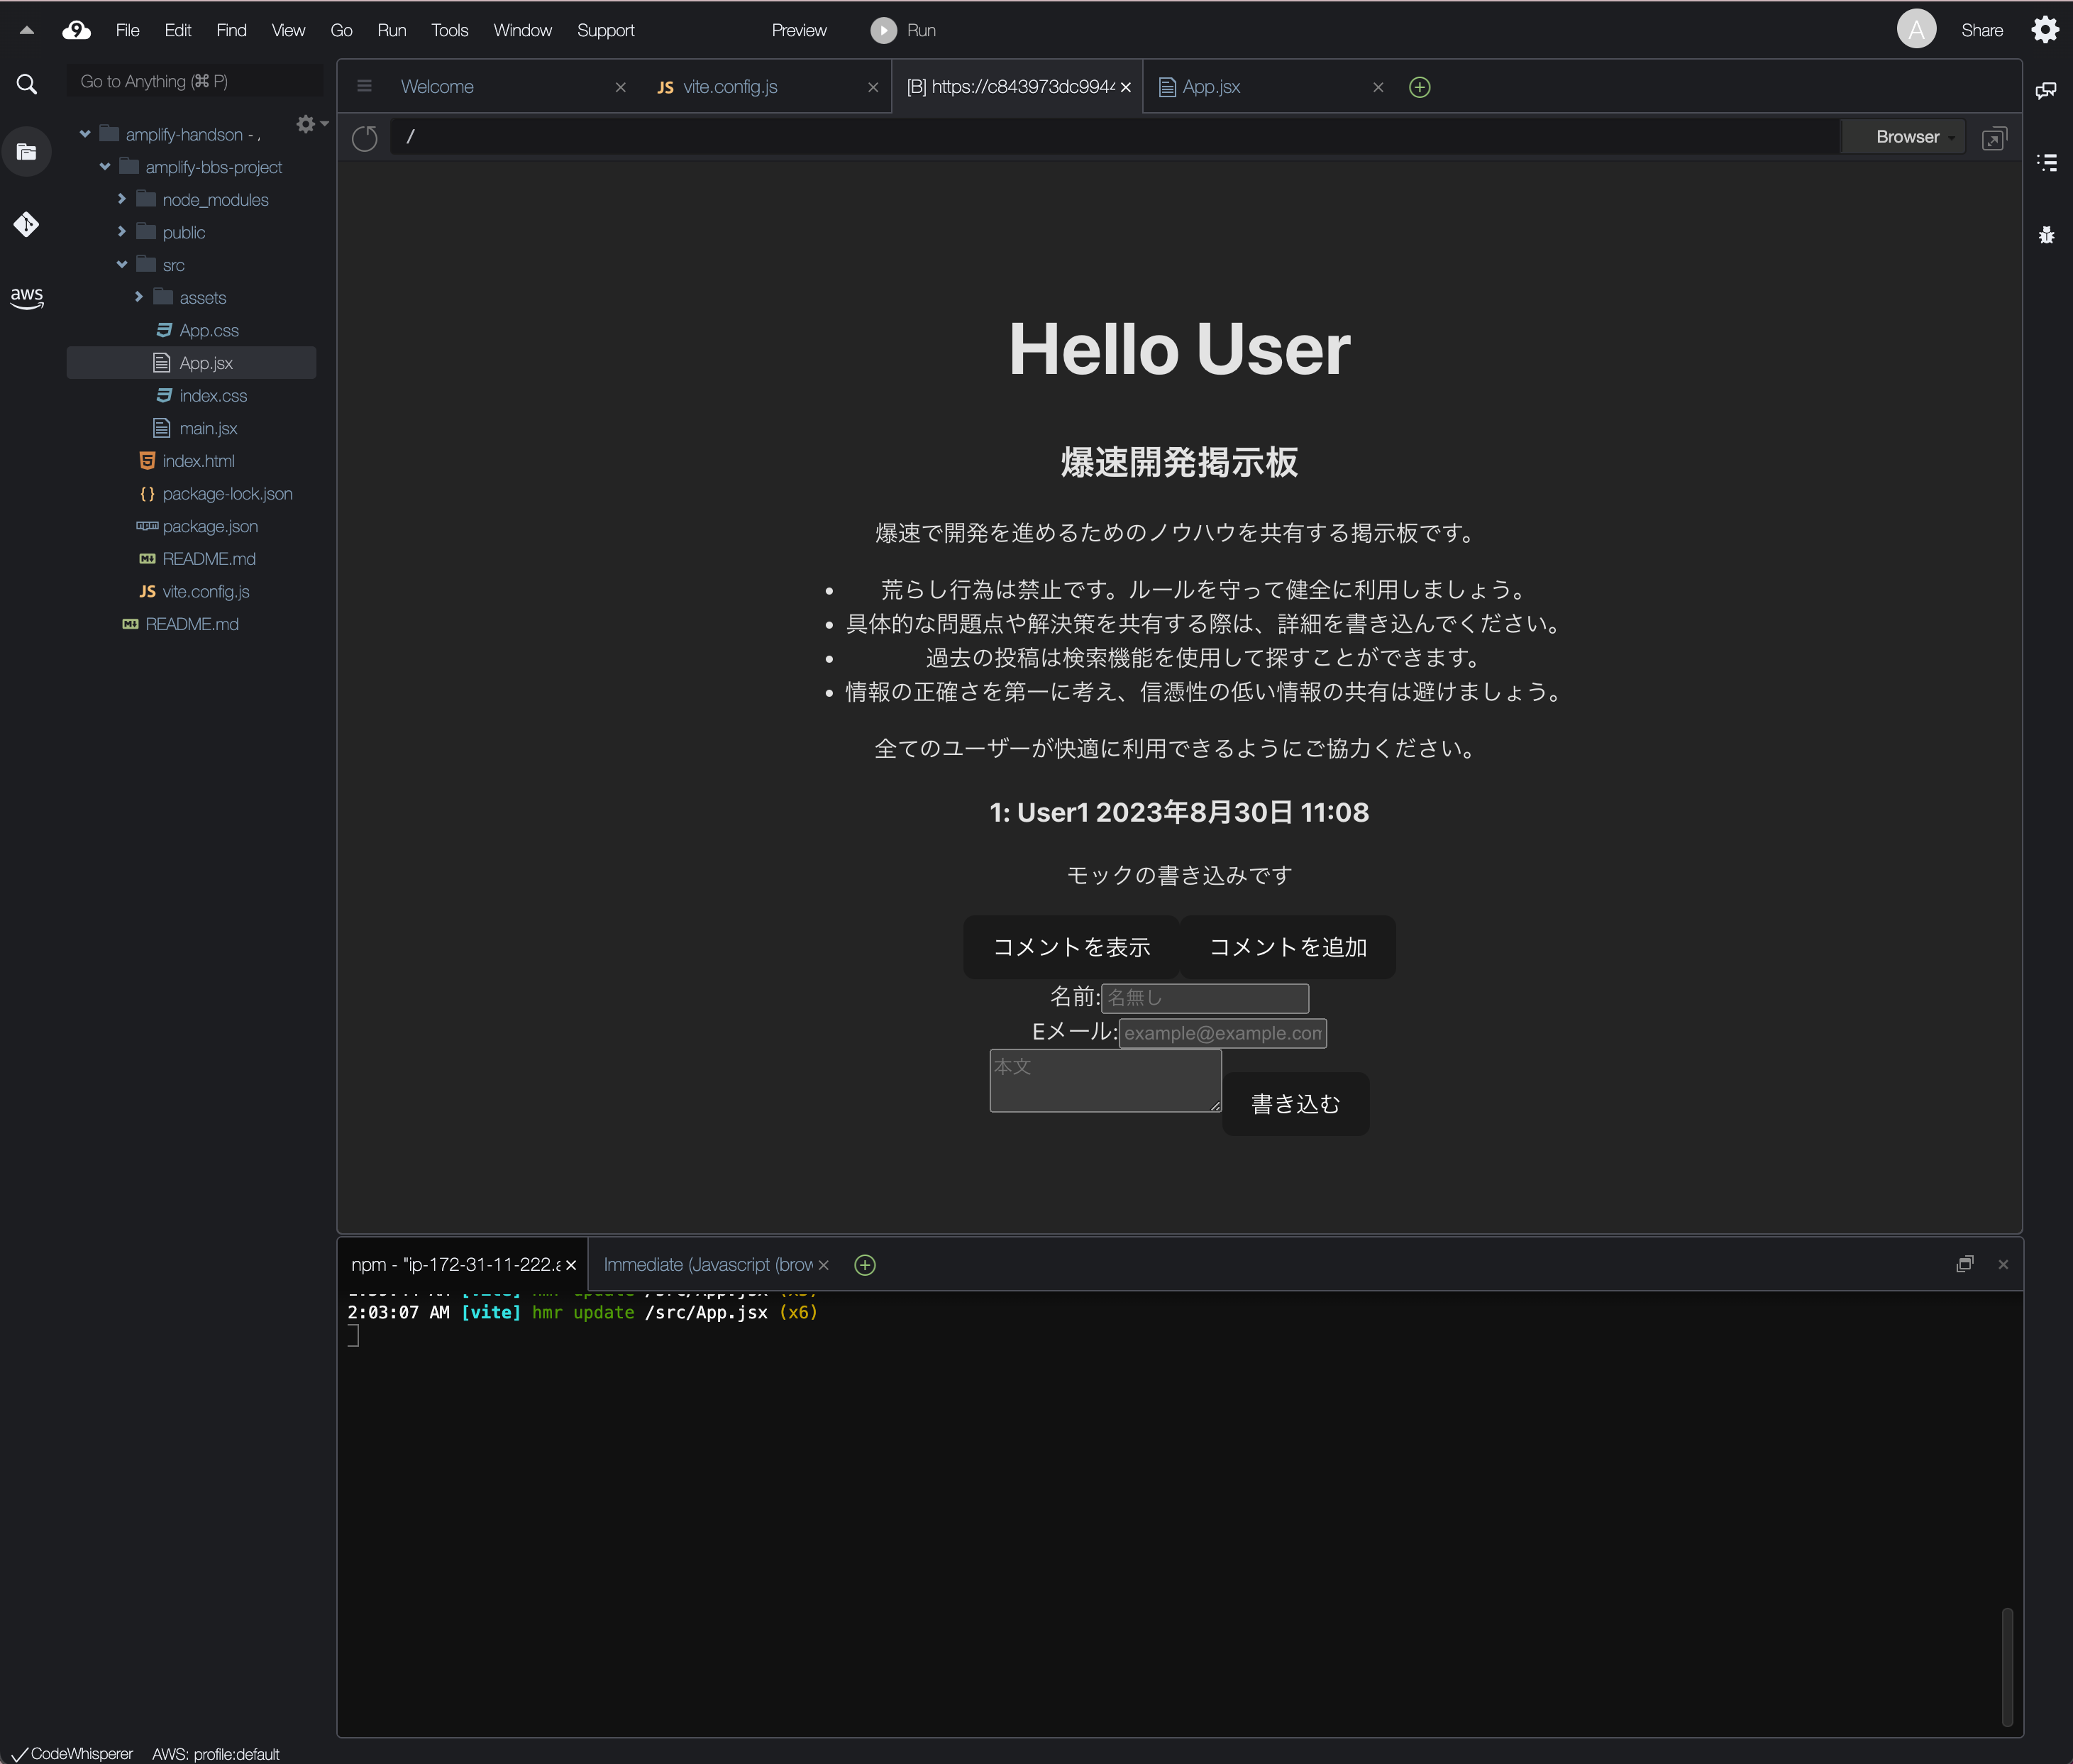 File Edit Find View Go Run Tools Window Support Preview Run A Share
Go to Anything (⌘ P)
Welcome
JS vite.config.js
[B] https://c843973dc9944
App.jsx
/
Browser
amplify-handson -
amplify-bbs-project
node_modules
public
src
aws
assets
App.css
App.jsx
index.css
main.jsx
index.html
package-lock.json
package.json
README.md
JS vite.config.js
README.md
Hello User
爆速開発掲示板
爆速で開発を進めるためのノウハウを共有する掲示板です。
• 荒らし行為は禁止です。ルールを守って健全に利用しましょう。
• 具体的な問題点や解決策を共有する際は、詳細を書き込んでください。
• 過去の投稿は検索機能を使用して探すことができます。
• 情報の正確さを第一に考え、信憑性の低い情報の共有は避けましょう。
全てのユーザーが快適に利用できるようにご協力ください。
1: User1 2023年8月30日 11:08
モックの書き込みです
コメントを表示 コメントを追加
名前: 名無し
Eメール: example@example.com
本文
書き込む
npm - "ip-172-31-11-222.a
Immediate (Javascript (brow
2:03:07 AM [vite] hmr update /src/App.jsx (x6)
CodeWhisperer AWS: profile:default